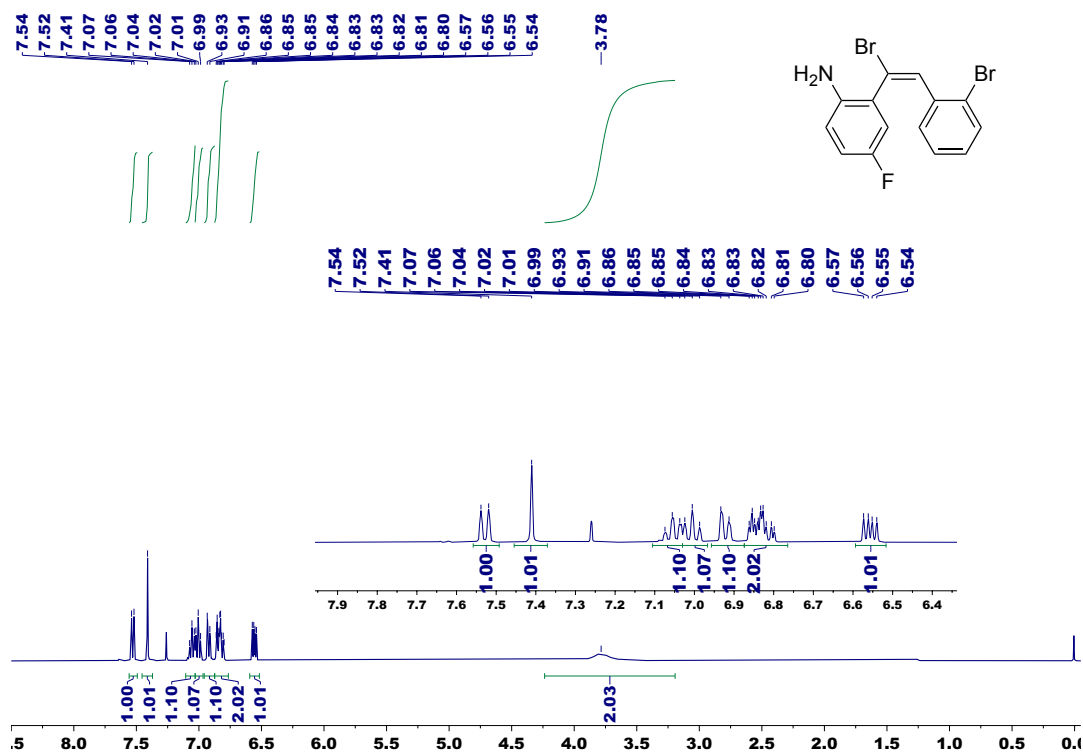 7.54 7.52 7.41 7.07 7.06 7.04 7.02 7.01 6.99 6.93 6.91 6.86 6.85 6.85 6.84 6.83 6.83 6.82 6.81 6.80 6.57 6.56 6.55 6.54 3.78
Br
H2N
Br
F
7.54 7.52 7.41 7.07 7.06 7.04 7.02 7.01 6.99 6.93 6.91 6.86 6.85 6.85 6.84 6.83 6.83 6.82 6.81 6.80 6.57 6.56 6.55 6.54
1.00 1.01 1.10 1.07 1.10 2.02 1.01
7.9 7.8 7.7 7.6 7.5 7.4 7.3 7.2 7.1 7.0 6.9 6.8 6.7 6.6 6.5 6.4
1.00 1.01 1.10 1.07 1.10 2.02 1.01 2.03
.5 8.0 7.5 7.0 6.5 6.0 5.5 5.0 4.5 4.0 3.5 3.0 2.5 2.0 1.5 1.0 0.5 0.0